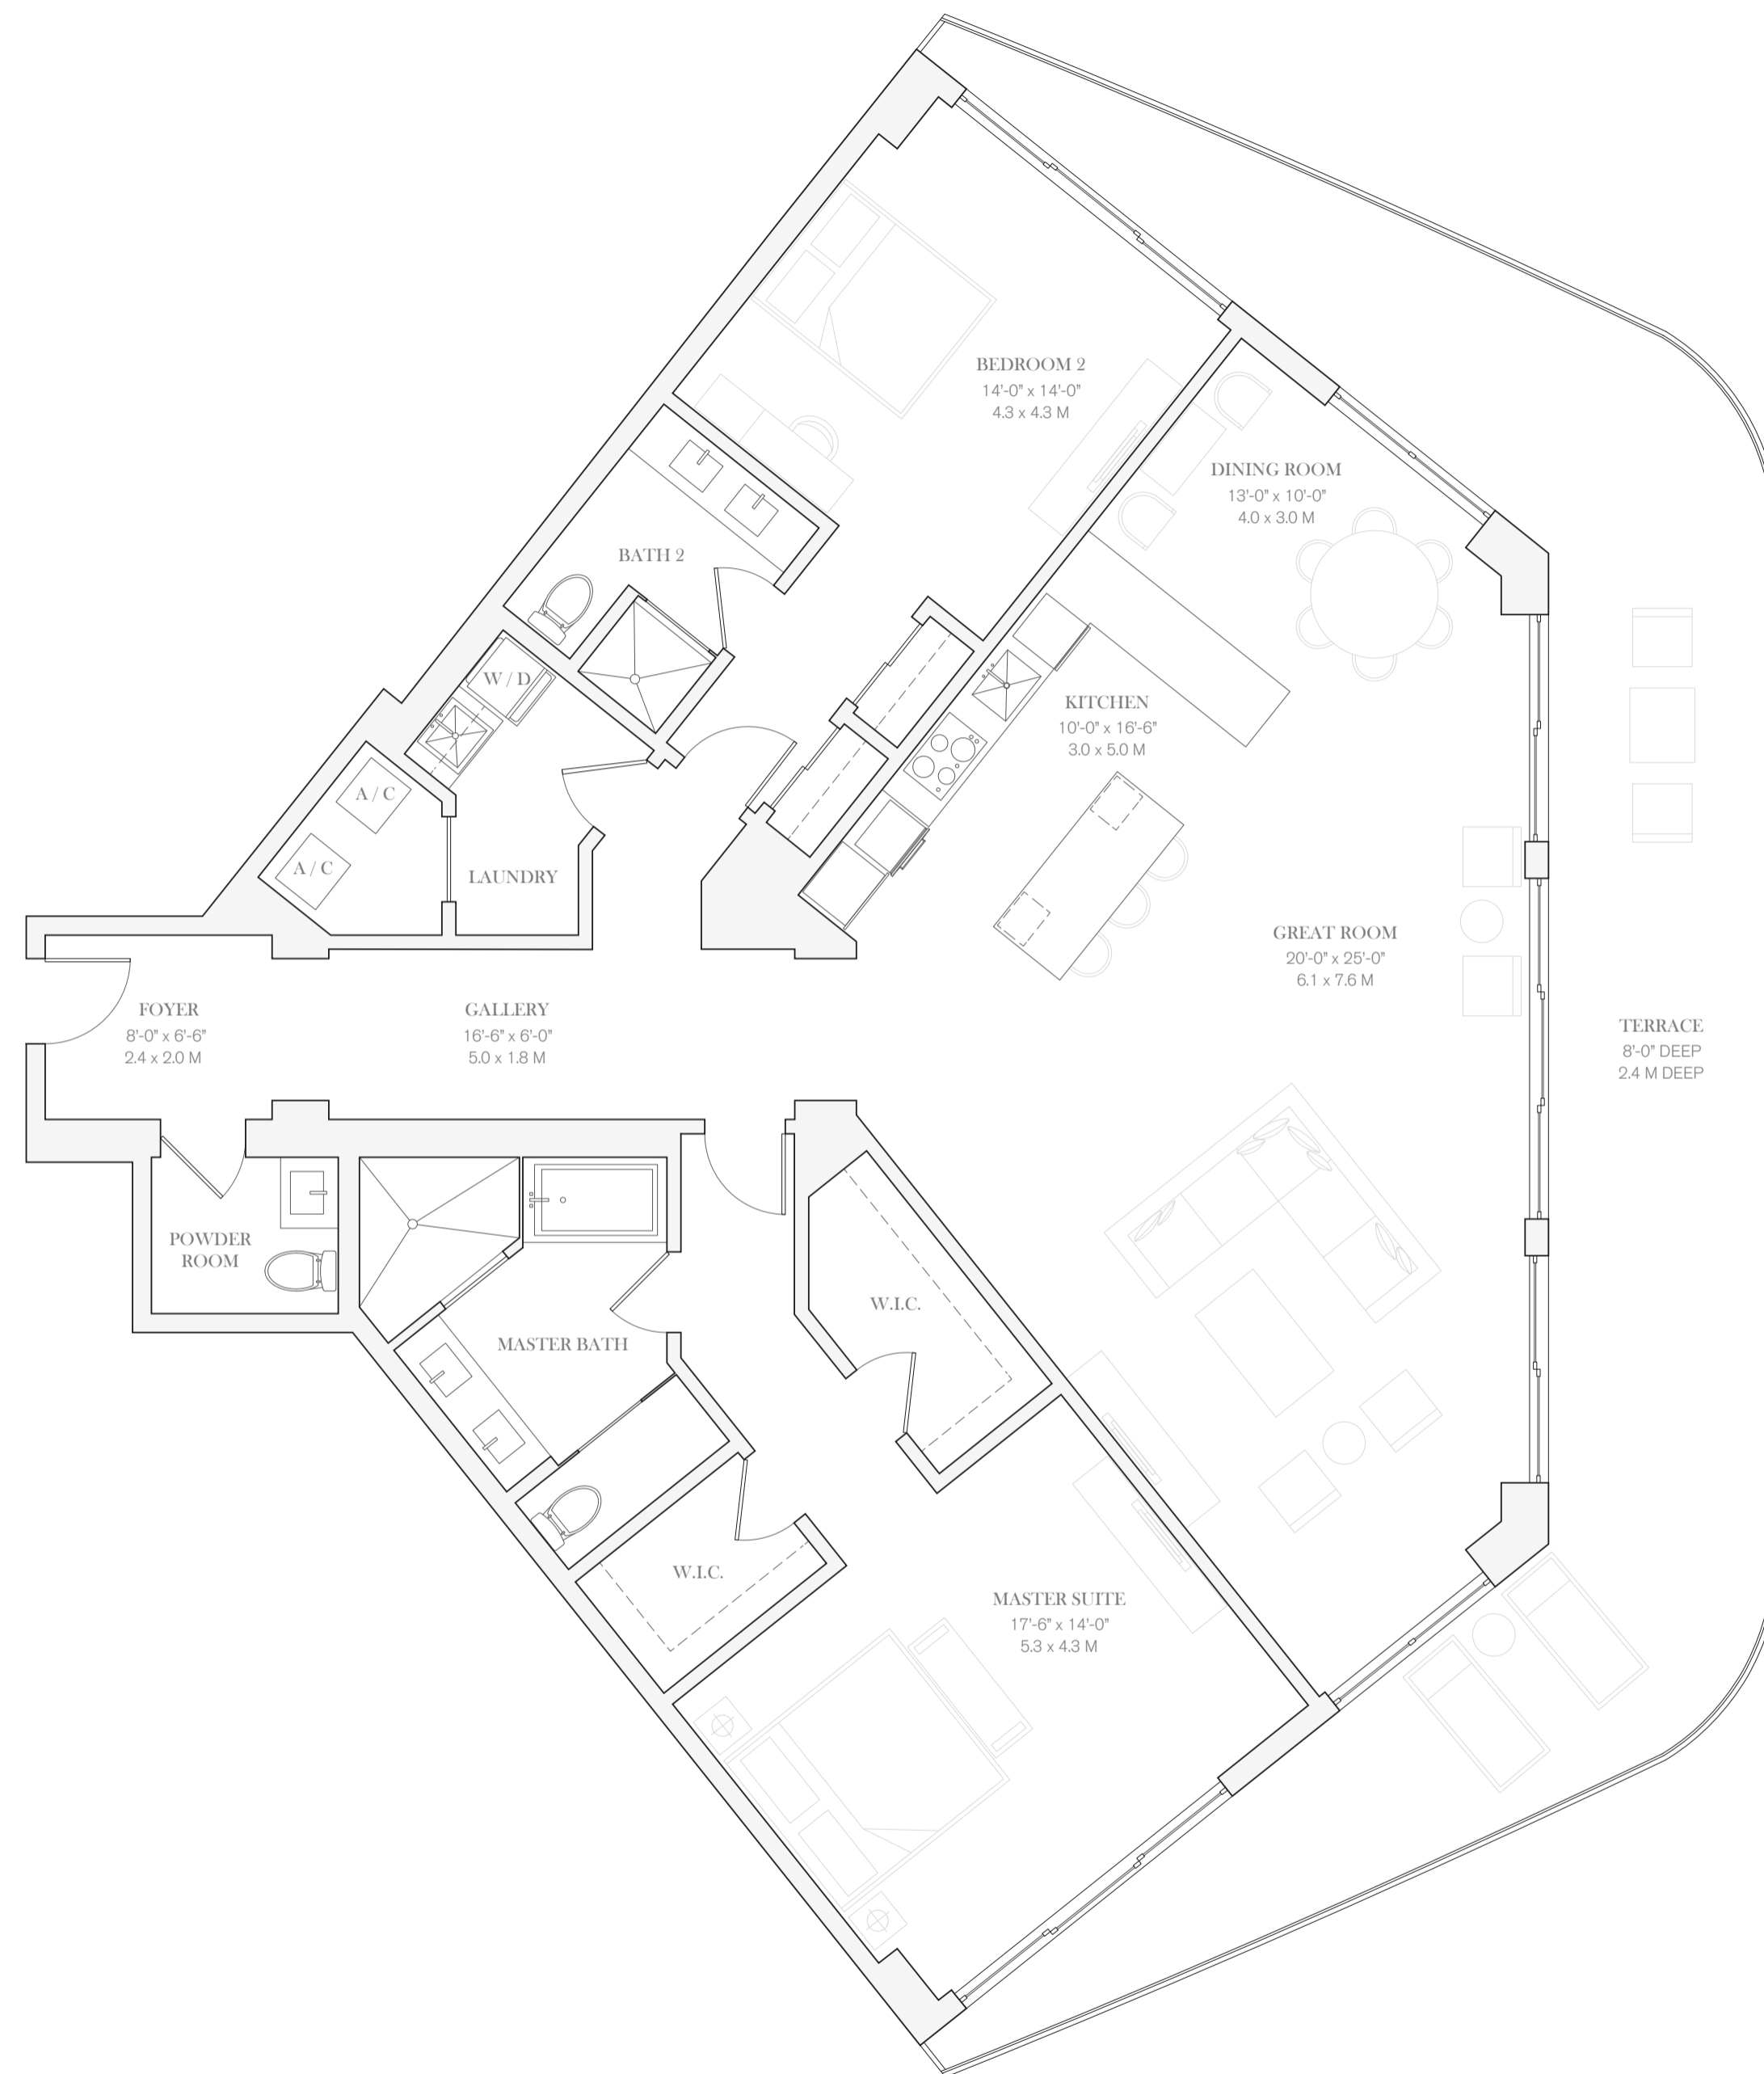 BEDROOM 2
14'-0" x 14'-0"
4.3 x 4.3 M
DINING ROOM
13'-0" x 10'-0"
4.0 x 3.0 M
BATH 2
W / D
KITCHEN
10'-0" x 16'-6"
3.0 x 5.0 M
A / C
A / C
LAUNDRY
GREAT ROOM
20'-0" x 25'-0"
6.1 x 7.6 M
FOYER
8'-0" x 6'-6"
2.4 x 2.0 M
GALLERY
16'-6" x 6'-0"
5.0 x 1.8 M
TERRACE
8'-0" DEEP
2.4 M DEEP
POWDER
ROOM
W.I.C.
MASTER BATH
W.I.C.
MASTER SUITE
17'-6" x 14'-0"
5.3 x 4.3 M